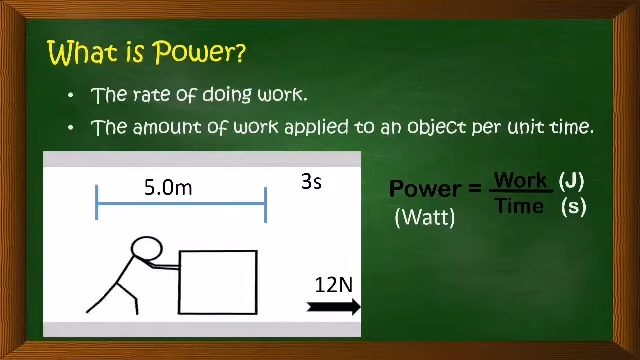 What is Power?
• The rate of doing work.
• The amount of work applied to an object per unit time.
5.0m
3s
12N
Power = Work (J)
Time (s)
(Watt)